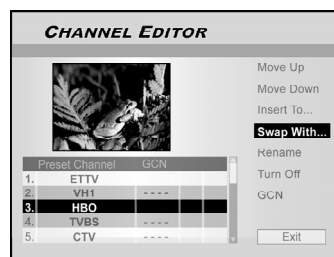 CHANNEL EDITOR
Move Up
Move Down
Insert To...
Swap With...
Rename
Turn Off
GCN
Exit
Preset Channel GCN
1. ETTV
2. VH1 ----
3. HBO
4. TVBS ----
5. CTV ----